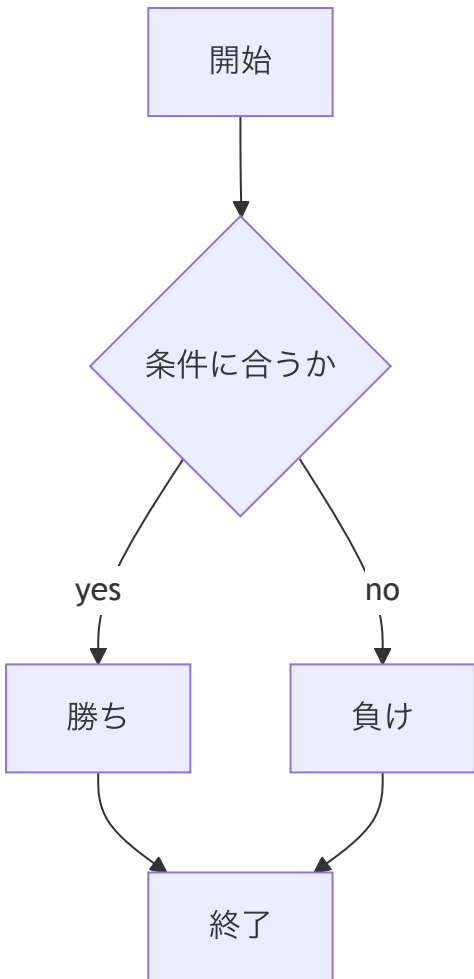 開始
条件に合うか
yes
no
勝ち
負け
終了